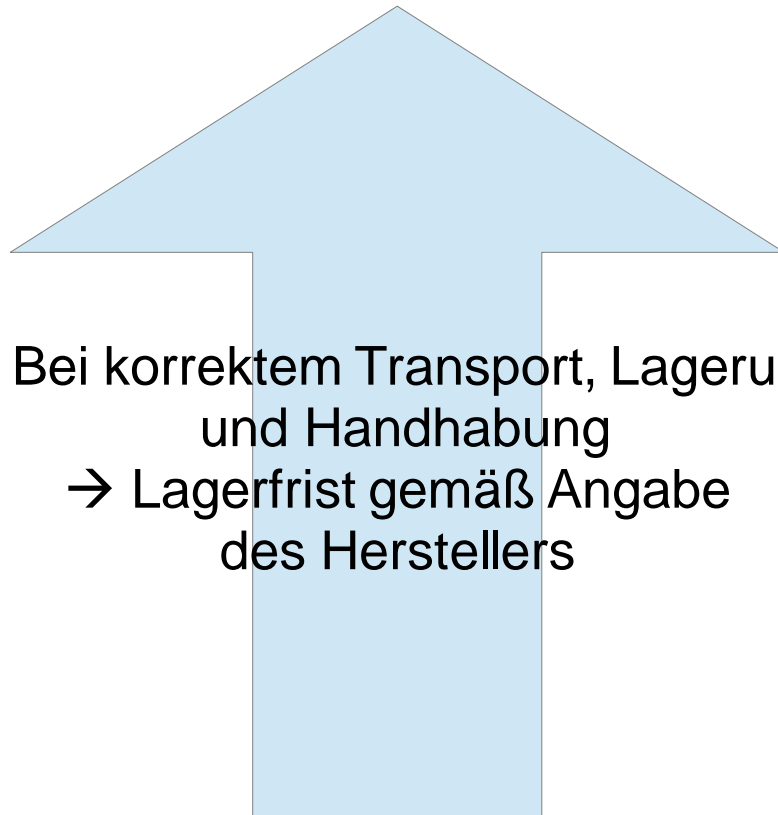 Bei korrektem Transport, Lageru
und Handhabung
→ Lagerfrist gemäß Angabe
des Herstellers